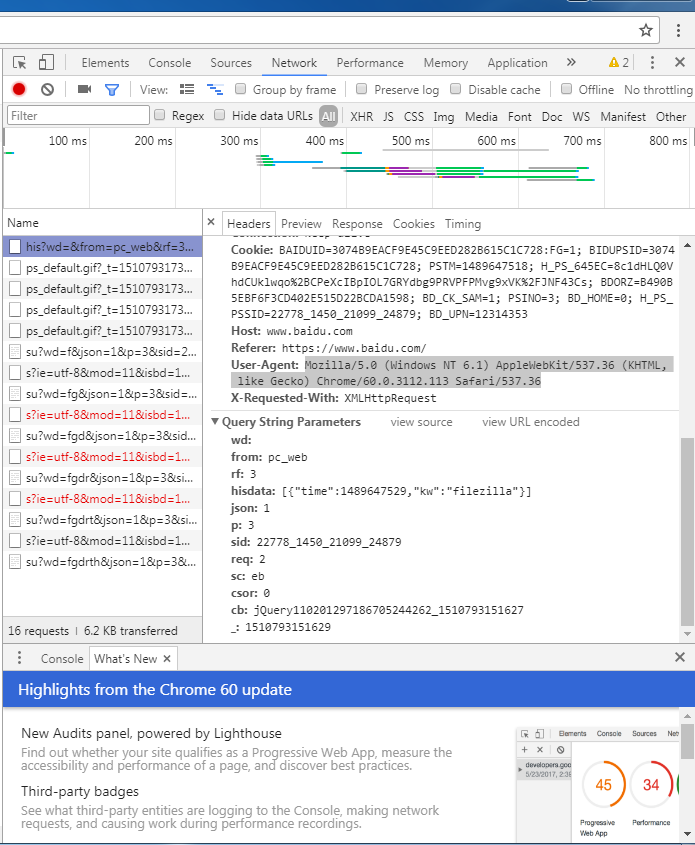 Elements Console Sources Network Performance Memory Application » 2
View: Group by frame Preserve log Disable cache Offline No throttling
Filter Regex Hide data URLs All XHR JS CSS Img Media Font Doc WS Manifest Other
100 ms 200 ms 300 ms 400 ms 500 ms 600 ms 700 ms 800 ms
Name
his?wd=&from=pc_web&rf=3...
ps_default.gif?_t=1510793173...
ps_default.gif?_t=1510793173...
ps_default.gif?_t=1510793173...
ps_default.gif?_t=1510793173...
su?wd=f&json=1&p=3&sid=2...
s?ie=utf-8&mod=11&isbd=1...
su?wd=fg&json=1&p=3&sid=...
s?ie=utf-8&mod=11&isbd=1...
su?wd=fgd&json=1&p=3&sid...
s?ie=utf-8&mod=11&isbd=1...
su?wd=fgdr&json=1&p=3&si...
s?ie=utf-8&mod=11&isbd=1...
su?wd=fgdrt&json=1&p=3&si...
s?ie=utf-8&mod=11&isbd=1...
su?wd=fgdrth&json=1&p=3&...
16 requests | 6.2 KB transferred
× Headers Preview Response Cookies Timing
Cookie: BAIDUID=3074B9EACF9E45C9EED282B615C1C728:FG=1; BIDUPSID=3074
B9EACF9E45C9EED282B615C1C728; PSTM=1489647518; H_PS_645EC=8c1dHLQ0V
hdCUklwwqo%2BCPeXcIBpIOL7GRYdbg9PRVPFPMvg9xVK%2FJNF43Cs; BDORZ=B490B
5EBF6F3CD402E515D22BCDA1598; BD_CK_SAM=1; PSINO=3; BD_HOME=0; H_PS_
PSSID=22778_1450_21099_24879; BD_UPN=12314353
Host: www.baidu.com
Referer: https://www.baidu.com/
User-Agent: Mozilla/5.0 (Windows NT 6.1) AppleWebKit/537.36 (KHTML,
like Gecko) Chrome/60.0.3112.113 Safari/537.36
X-Requested-With: XMLHttpRequest
Query String Parameters view source view URL encoded
wd:
from: pc_web
rf: 3
hisdata: [{"time":1489647529,"kw":"filezilla"}]
json: 1
p: 3
sid: 22778_1450_21099_24879
req: 2
sc: eb
csor: 0
cb: jQuery110201297186705244262_1510793151627
_: 1510793151629
Console What's New ×
Highlights from the Chrome 60 update
New Audits panel, powered by Lighthouse
Find out whether your site qualifies as a Progressive Web App, measure the
accessibility and performance of a page, and discover best practices.
Third-party badges
See what third-party entities are logging to the Console, making network
requests, and causing work during performance recordings.
Elements Console Sources
developers.goo
5/23/2017, 2:3
45 34
Progressive Performance
Web App